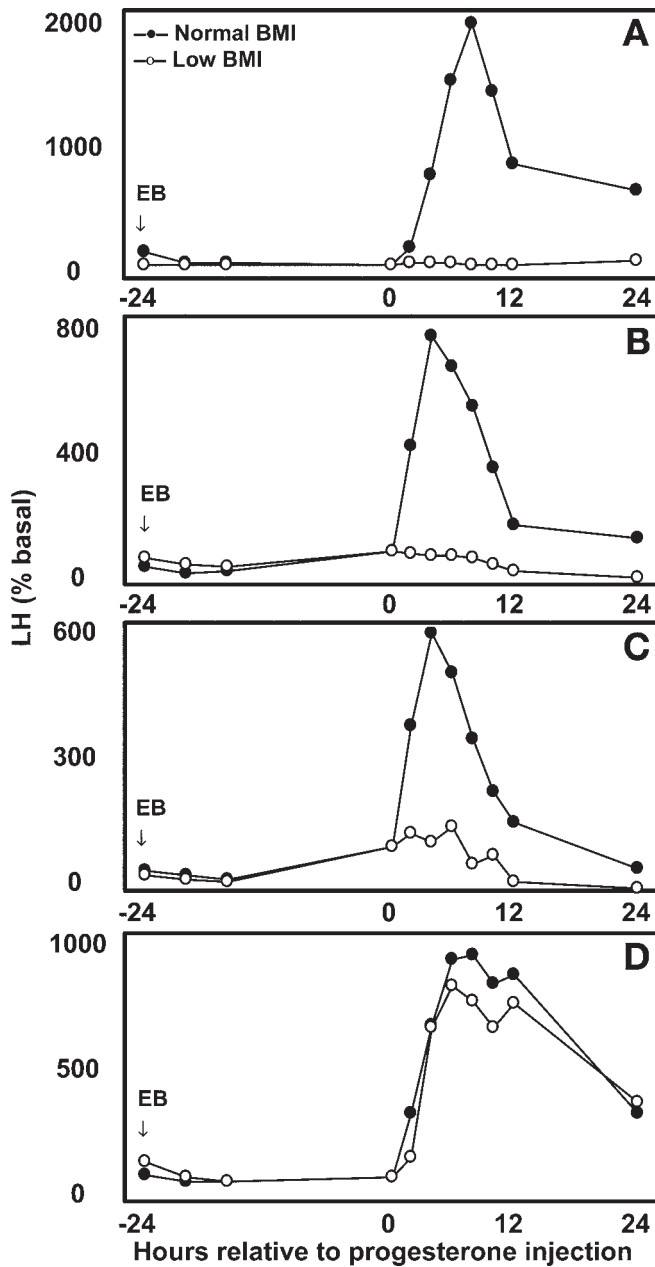 2000
Normal BMI
Low BMI
A
1000
EB
↓
0
-24 0 12 24
800
B
400
EB
↓
0
-24 0 12 24
600
C
300
EB
↓
0
-24 0 12 24
1000
D
500
EB
↓
0
-24 0 12 24
LH (% basal)
Hours relative to progesterone injection